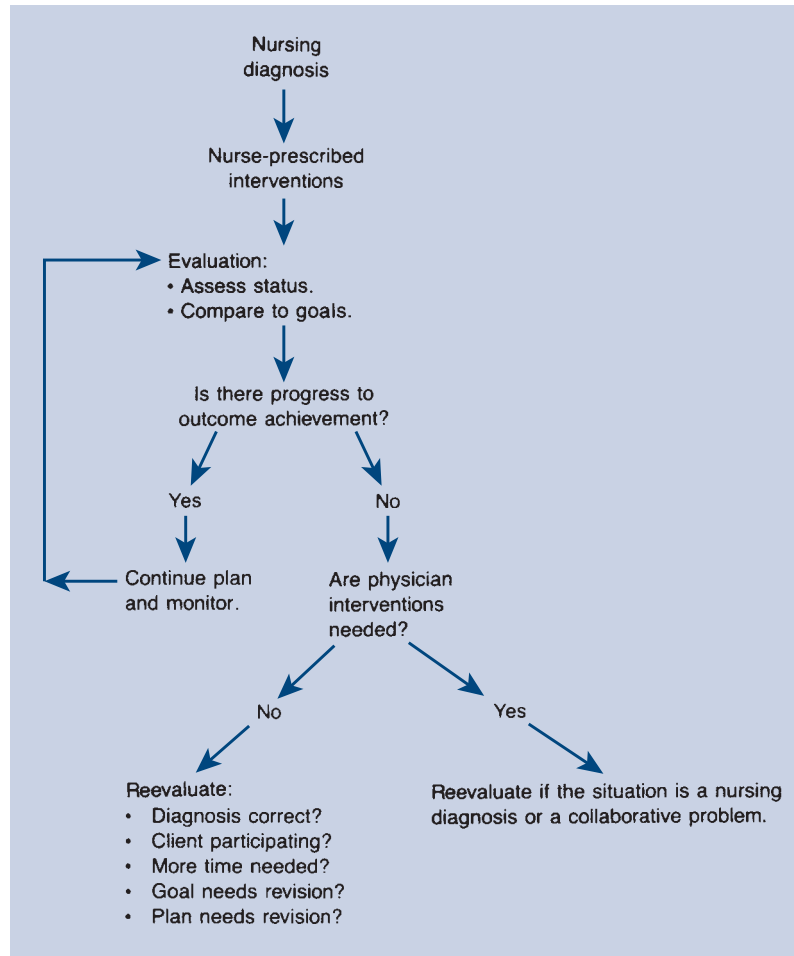 Nursing
diagnosis
Nurse-prescribed
interventions
Evaluation:
• Assess status.
• Compare to goals.
Is there progress to
outcome achievement?
Yes
No
Continue plan
and monitor.
Are physician
interventions
needed?
No
Yes
Reevaluate:
• Diagnosis correct?
• Client participating?
• More time needed?
• Goal needs revision?
• Plan needs revision?
Reevaluate if the situation is a nursing
diagnosis or a collaborative problem.